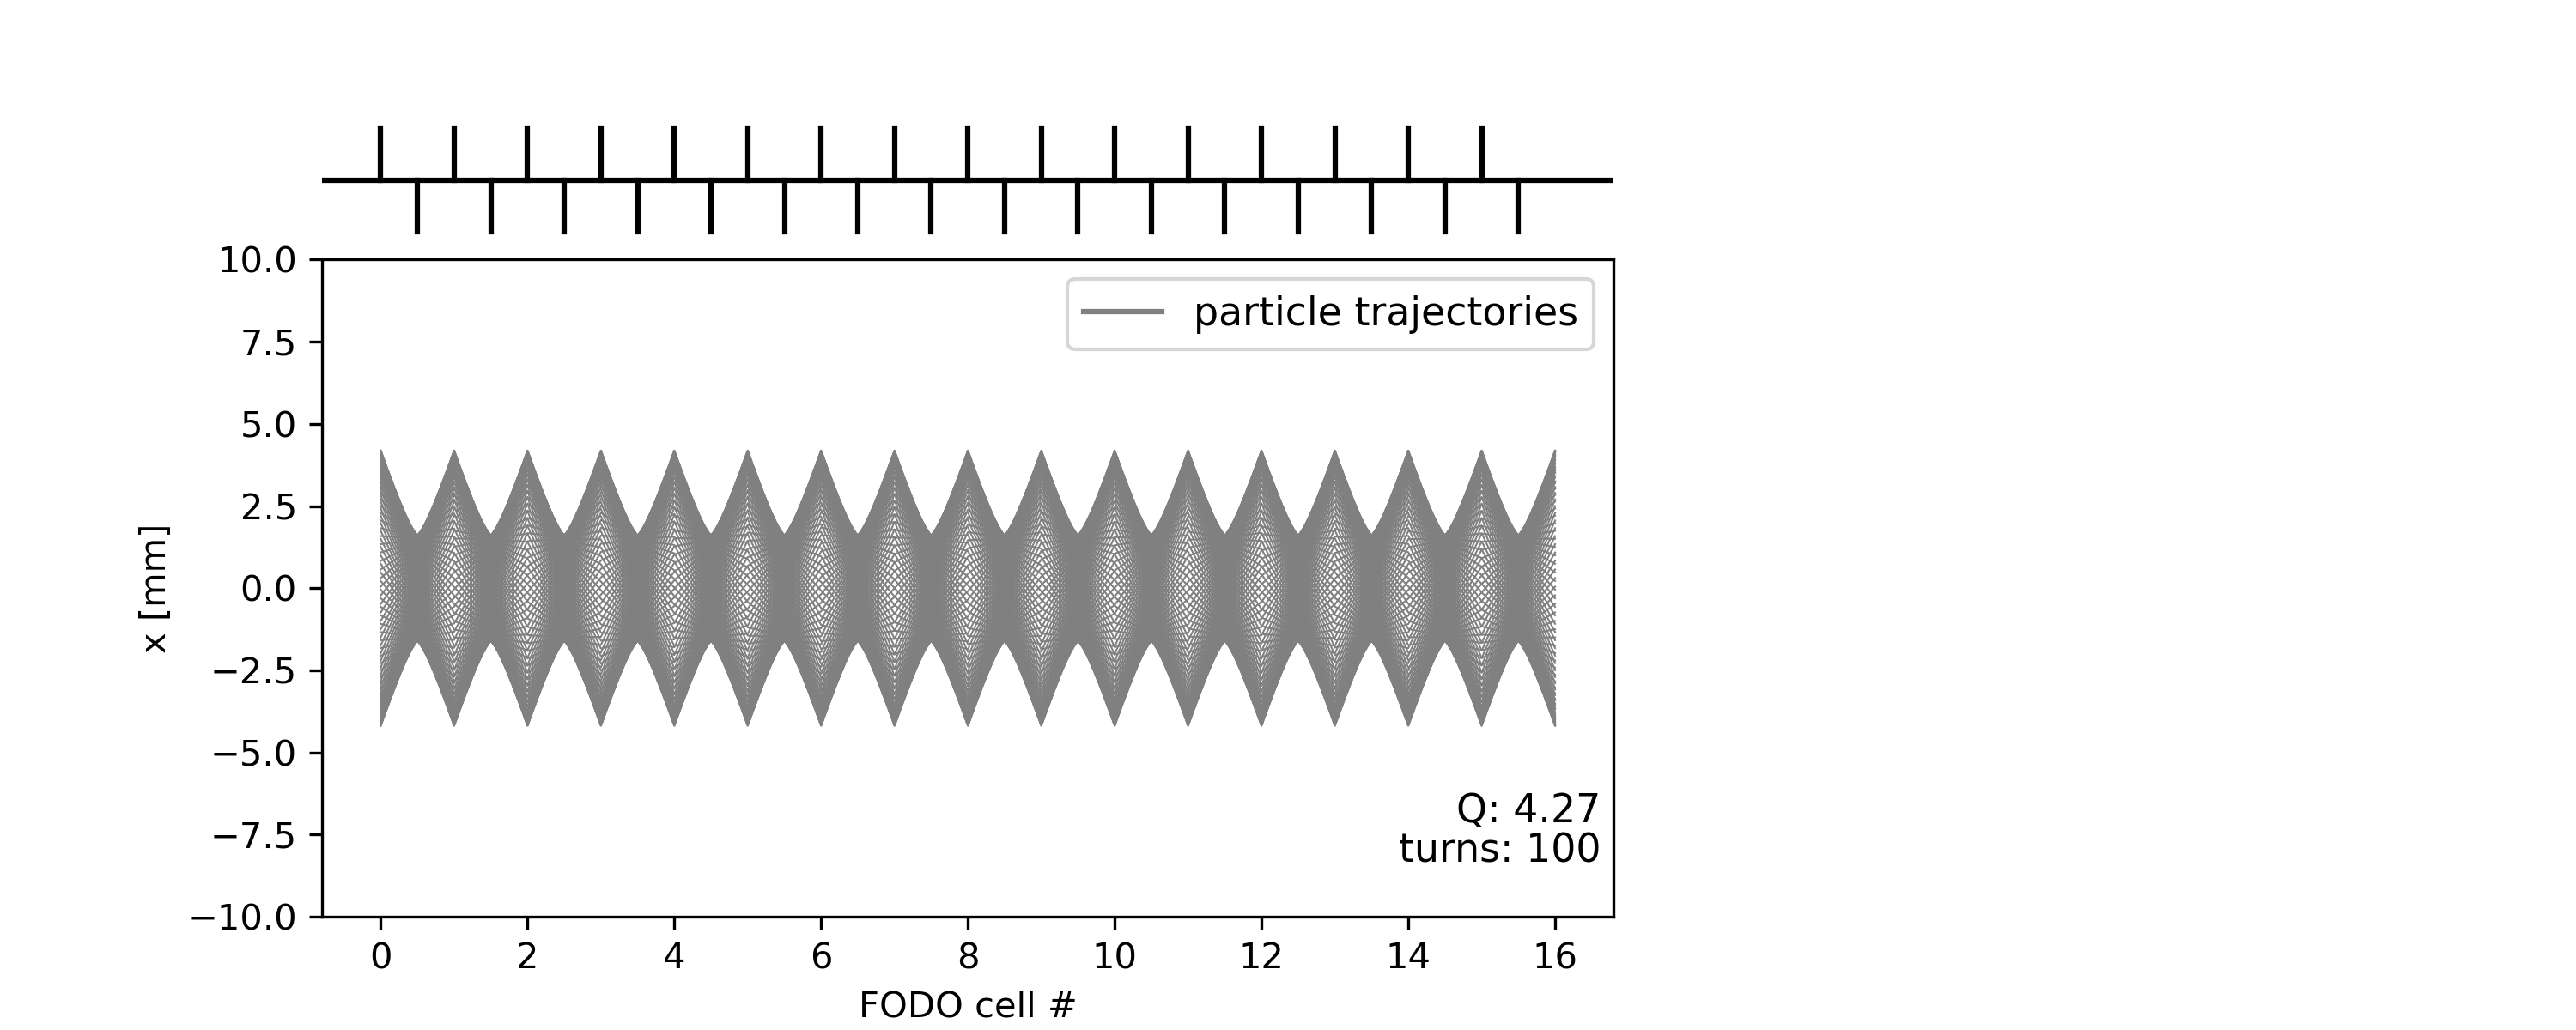 10.0
particle trajectories
7.5
5.0
2.5
0.0
−2.5
−5.0
−7.5
−10.0
x [mm]
Q: 4.27
turns: 100
0 2 4 6 8 10 12 14 16
FODO cell #